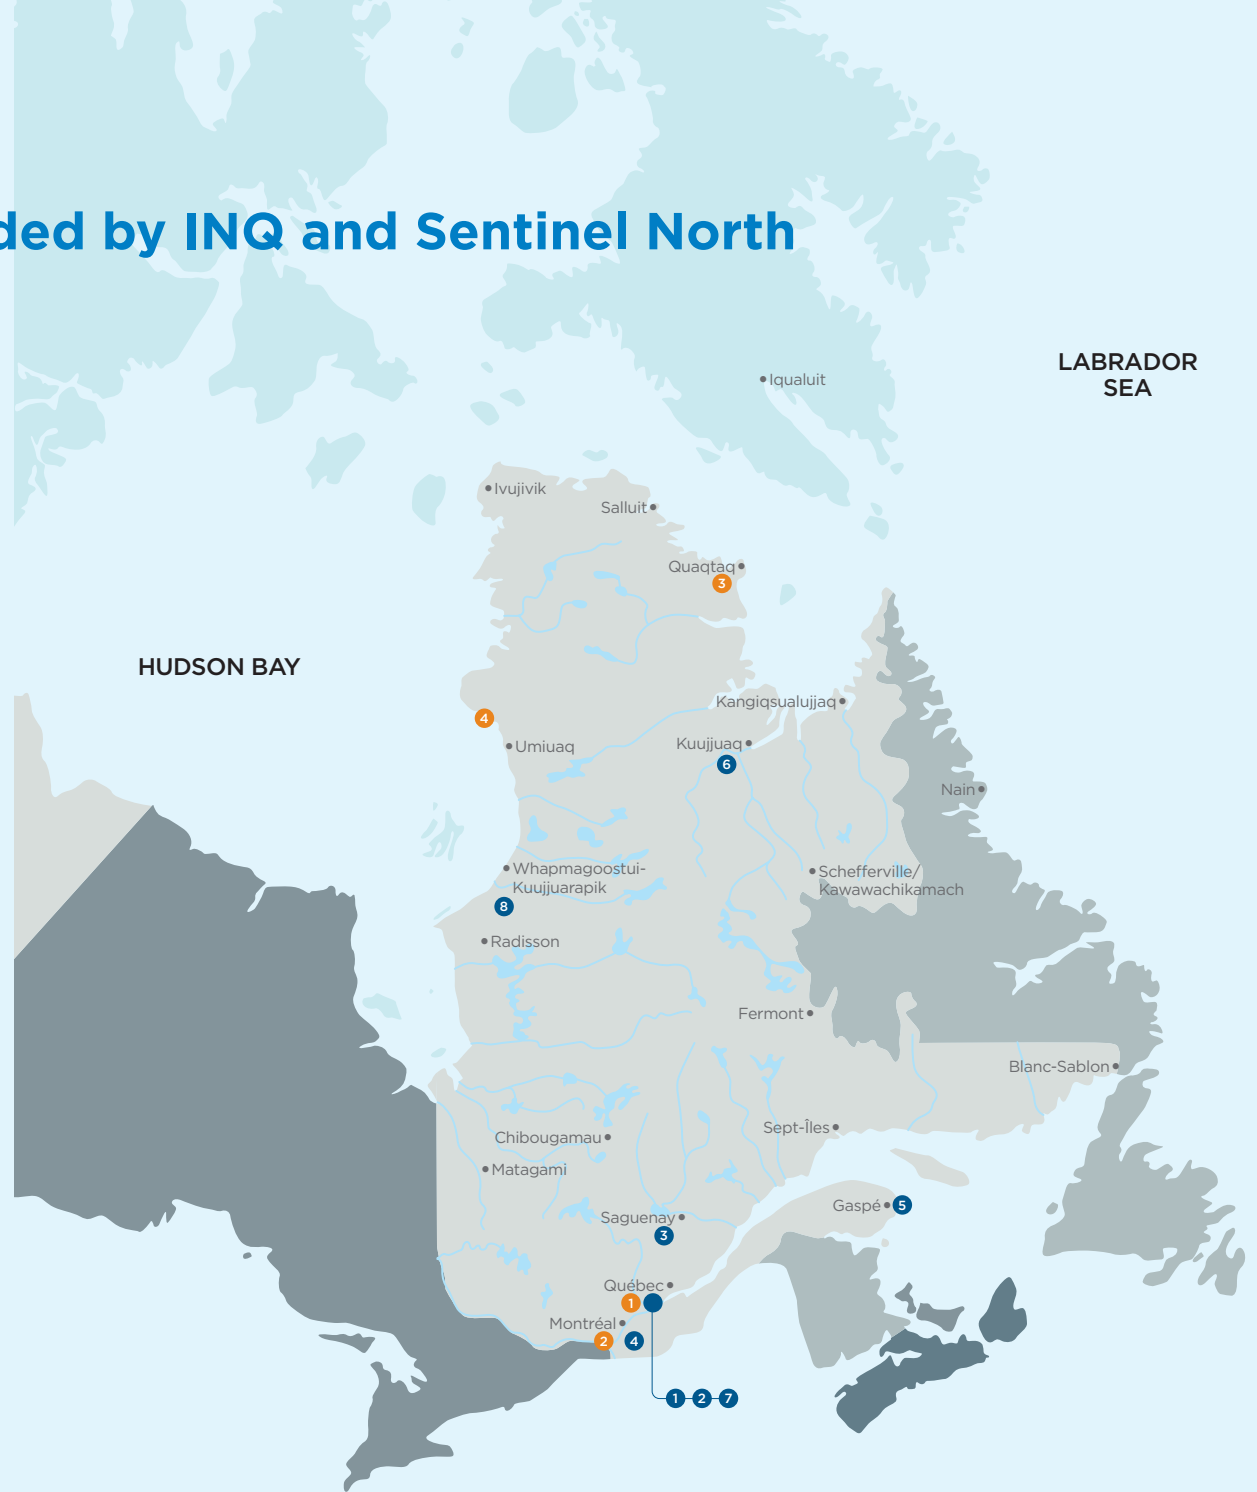 ded by INQ and Sentinel North
Iqualuit
LABRADOR
SEA
Ivujivik
Salluit
Quaqtaq
3
HUDSON BAY
Kangiqsualujjaq
4
Umiuaq
Kuujjuaq
6
Nain
Whapmagoostui-
Kuujjuarapik
8
Schefferville/
Kawawachikamach
Radisson
Fermont
Blanc-Sablon
Sept-Îles
Chibougamau
Matagami
Gaspé
5
Saguenay
3
Québec
1
Montréal
2
4
1 2 7